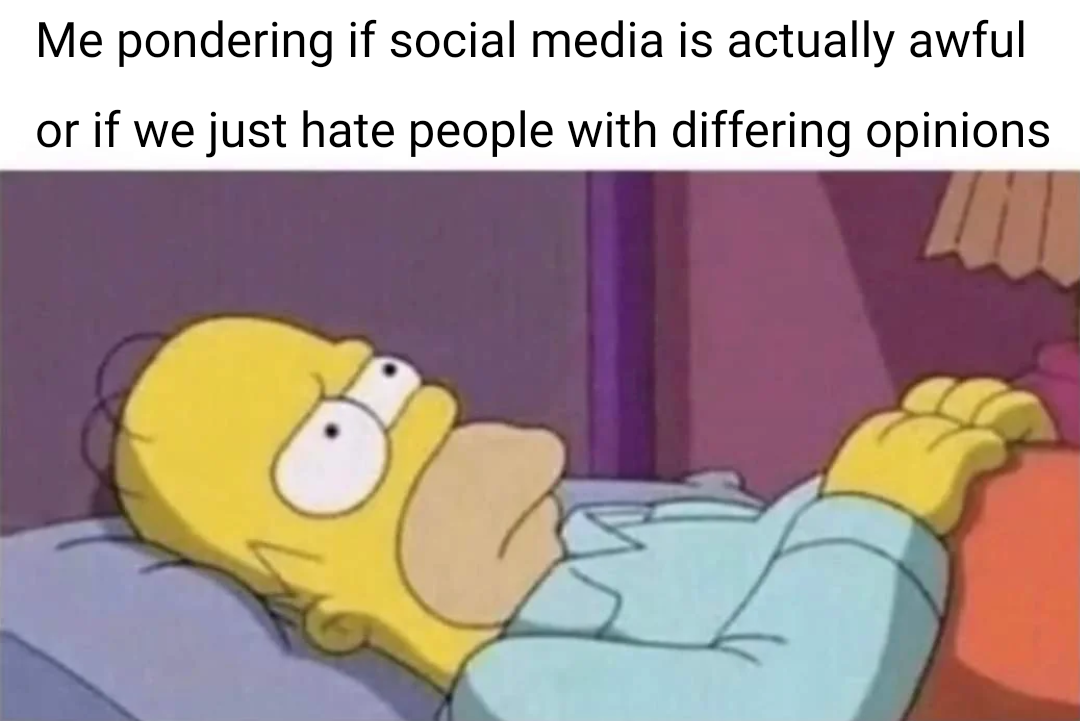 Me pondering if social media is actually awful
or if we just hate people with differing opinions